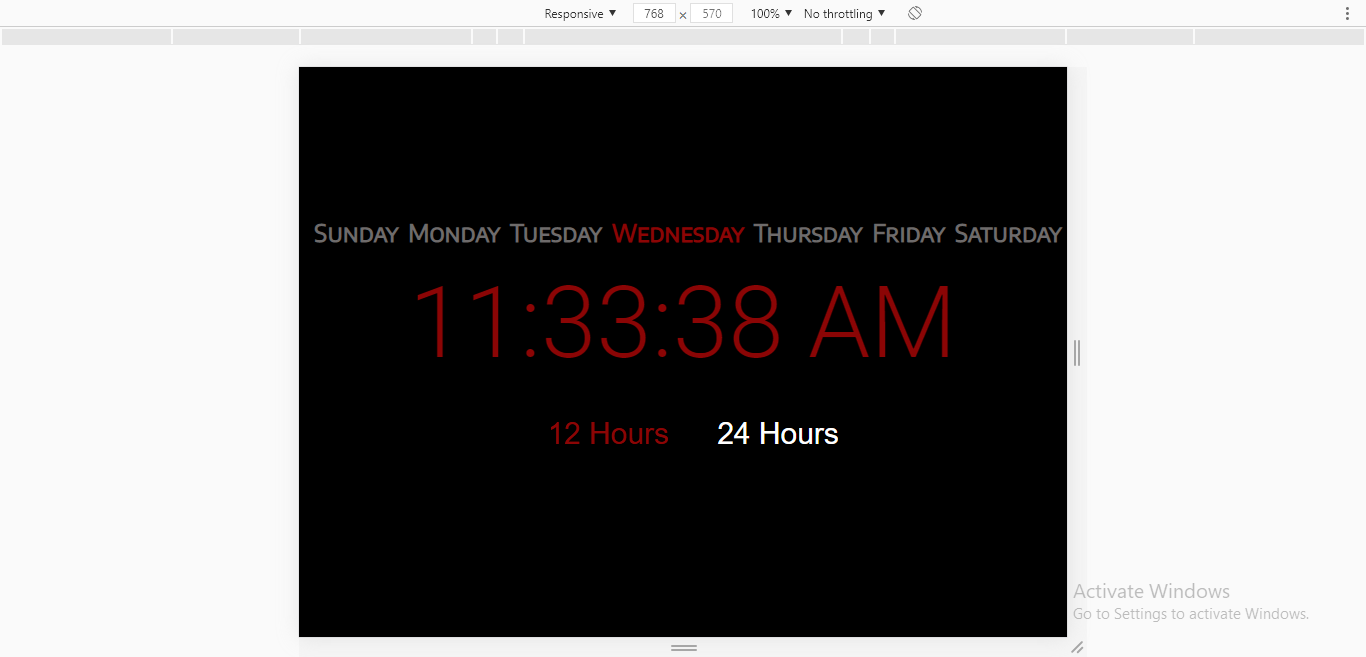 Responsive ▼ 768 × 570 100% ▼ No throttling ▼
SUNDAY MONDAY TUESDAY WEDNESDAY THURSDAY FRIDAY SATURDAY
11:33:38 AM
12 Hours 24 Hours
Activate Windows
Go to Settings to activate Windows.